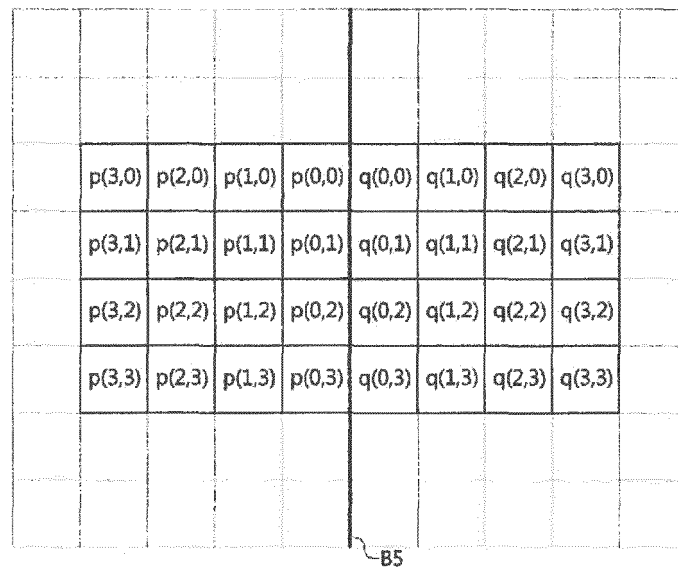 p(3,0) p(2,0) p(1,0) p(0,0) q(0,0) q(1,0) q(2,0) q(3,0)
p(3,1) p(2,1) p(1,1) p(0,1) q(0,1) q(1,1) q(2,1) q(3,1)
p(3,2) p(2,2) p(1,2) p(0,2) q(0,2) q(1,2) q(2,2) q(3,2)
p(3,3) p(2,3) p(1,3) p(0,3) q(0,3) q(1,3) q(2,3) q(3,3)
B5